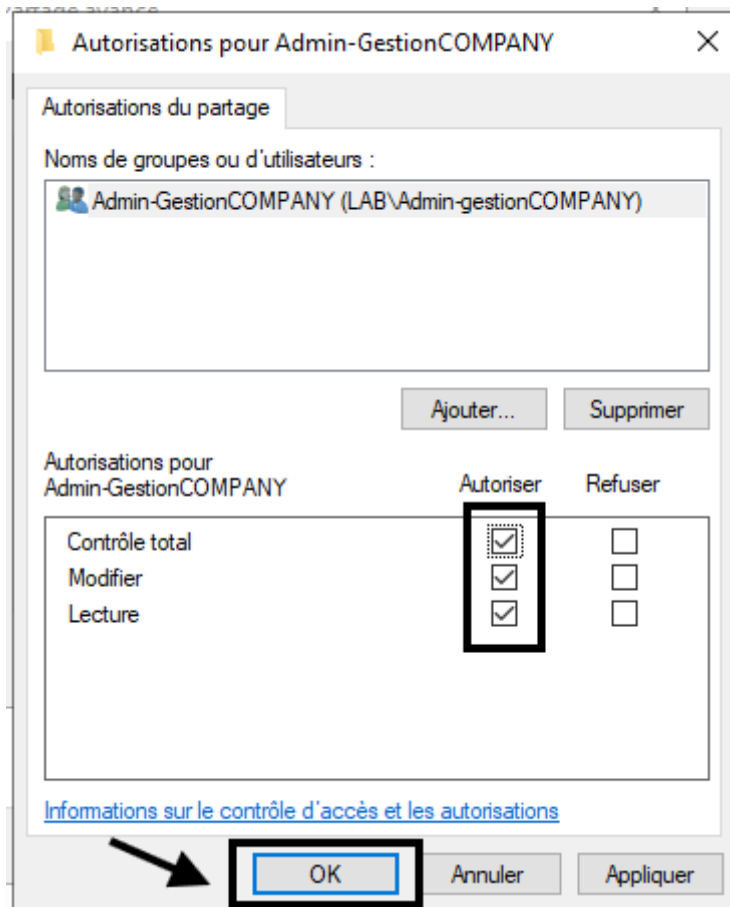 Partage avancé
Autorisations pour Admin-GestionCOMPANY
Autorisations du partage
Noms de groupes ou d'utilisateurs :
Admin-GestionCOMPANY (LAB\Admin-gestionCOMPANY)
Ajouter...
Supprimer
Autorisations pour
Admin-GestionCOMPANY
Autoriser
Refuser
Contrôle total
Modifier
Lecture
Informations sur le contrôle d'accès et les autorisations
OK
Annuler
Appliquer